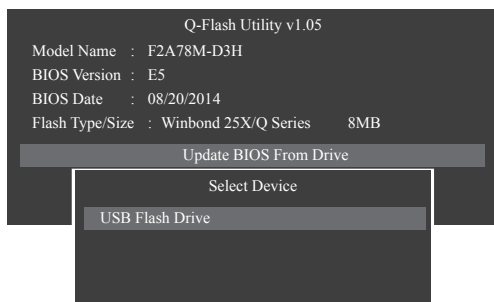 Q-Flash Utility v1.05
Model Name : F2A78M-D3H
BIOS Version : E5
BIOS Date : 08/20/2014
Flash Type/Size : Winbond 25X/Q Series 8MB
Update BIOS From Drive
Select Device
USB Flash Drive